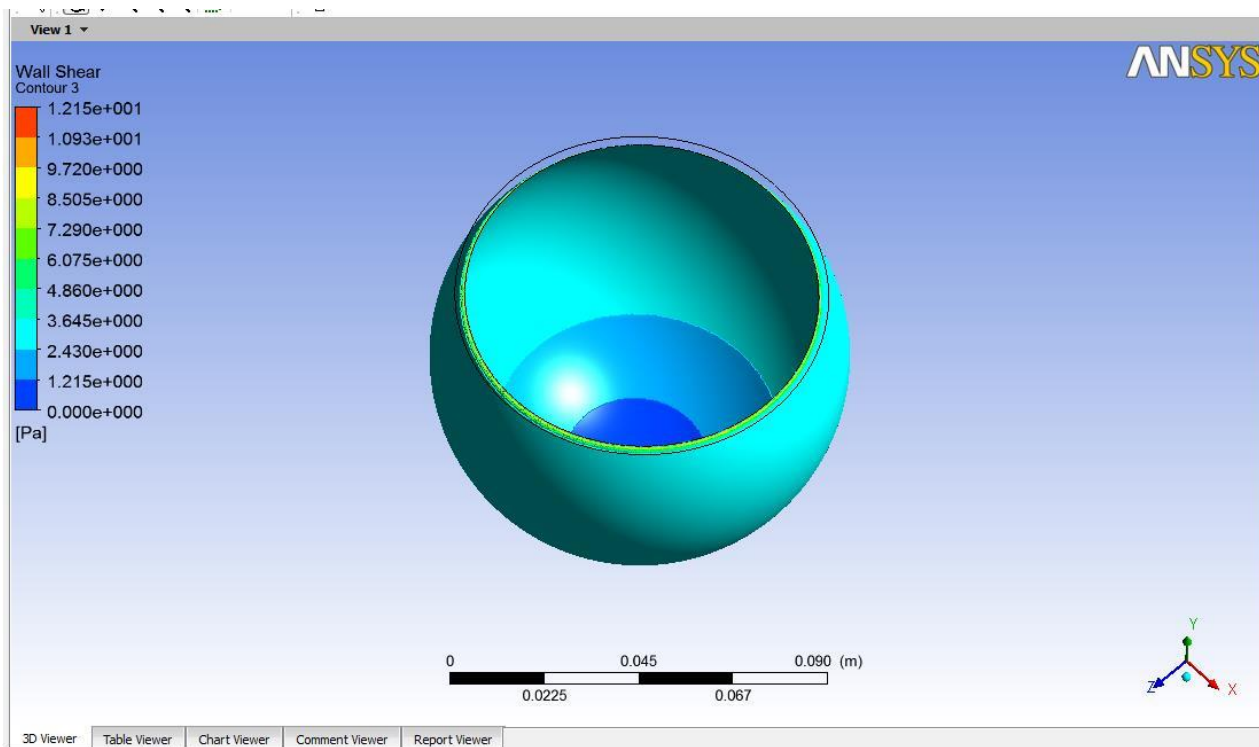 View 1
ANSYS
Wall Shear
Contour 3
1.215e+001
1.093e+001
9.720e+000
8.505e+000
7.290e+000
6.075e+000
4.860e+000
3.645e+000
2.430e+000
1.215e+000
0.000e+000
[Pa]
0 0.045 0.090 (m)
0.0225 0.067
Y
Z X
3D Viewer Table Viewer Chart Viewer Comment Viewer Report Viewer